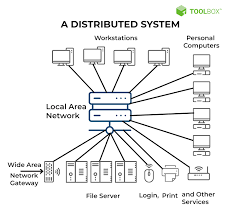 TOOLBOX
A DISTRIBUTED SYSTEM
Workstations
Personal
Computers
Local Area
Network
Wide Area
Network
Gateway
File Server
Login, Print and Other
Services